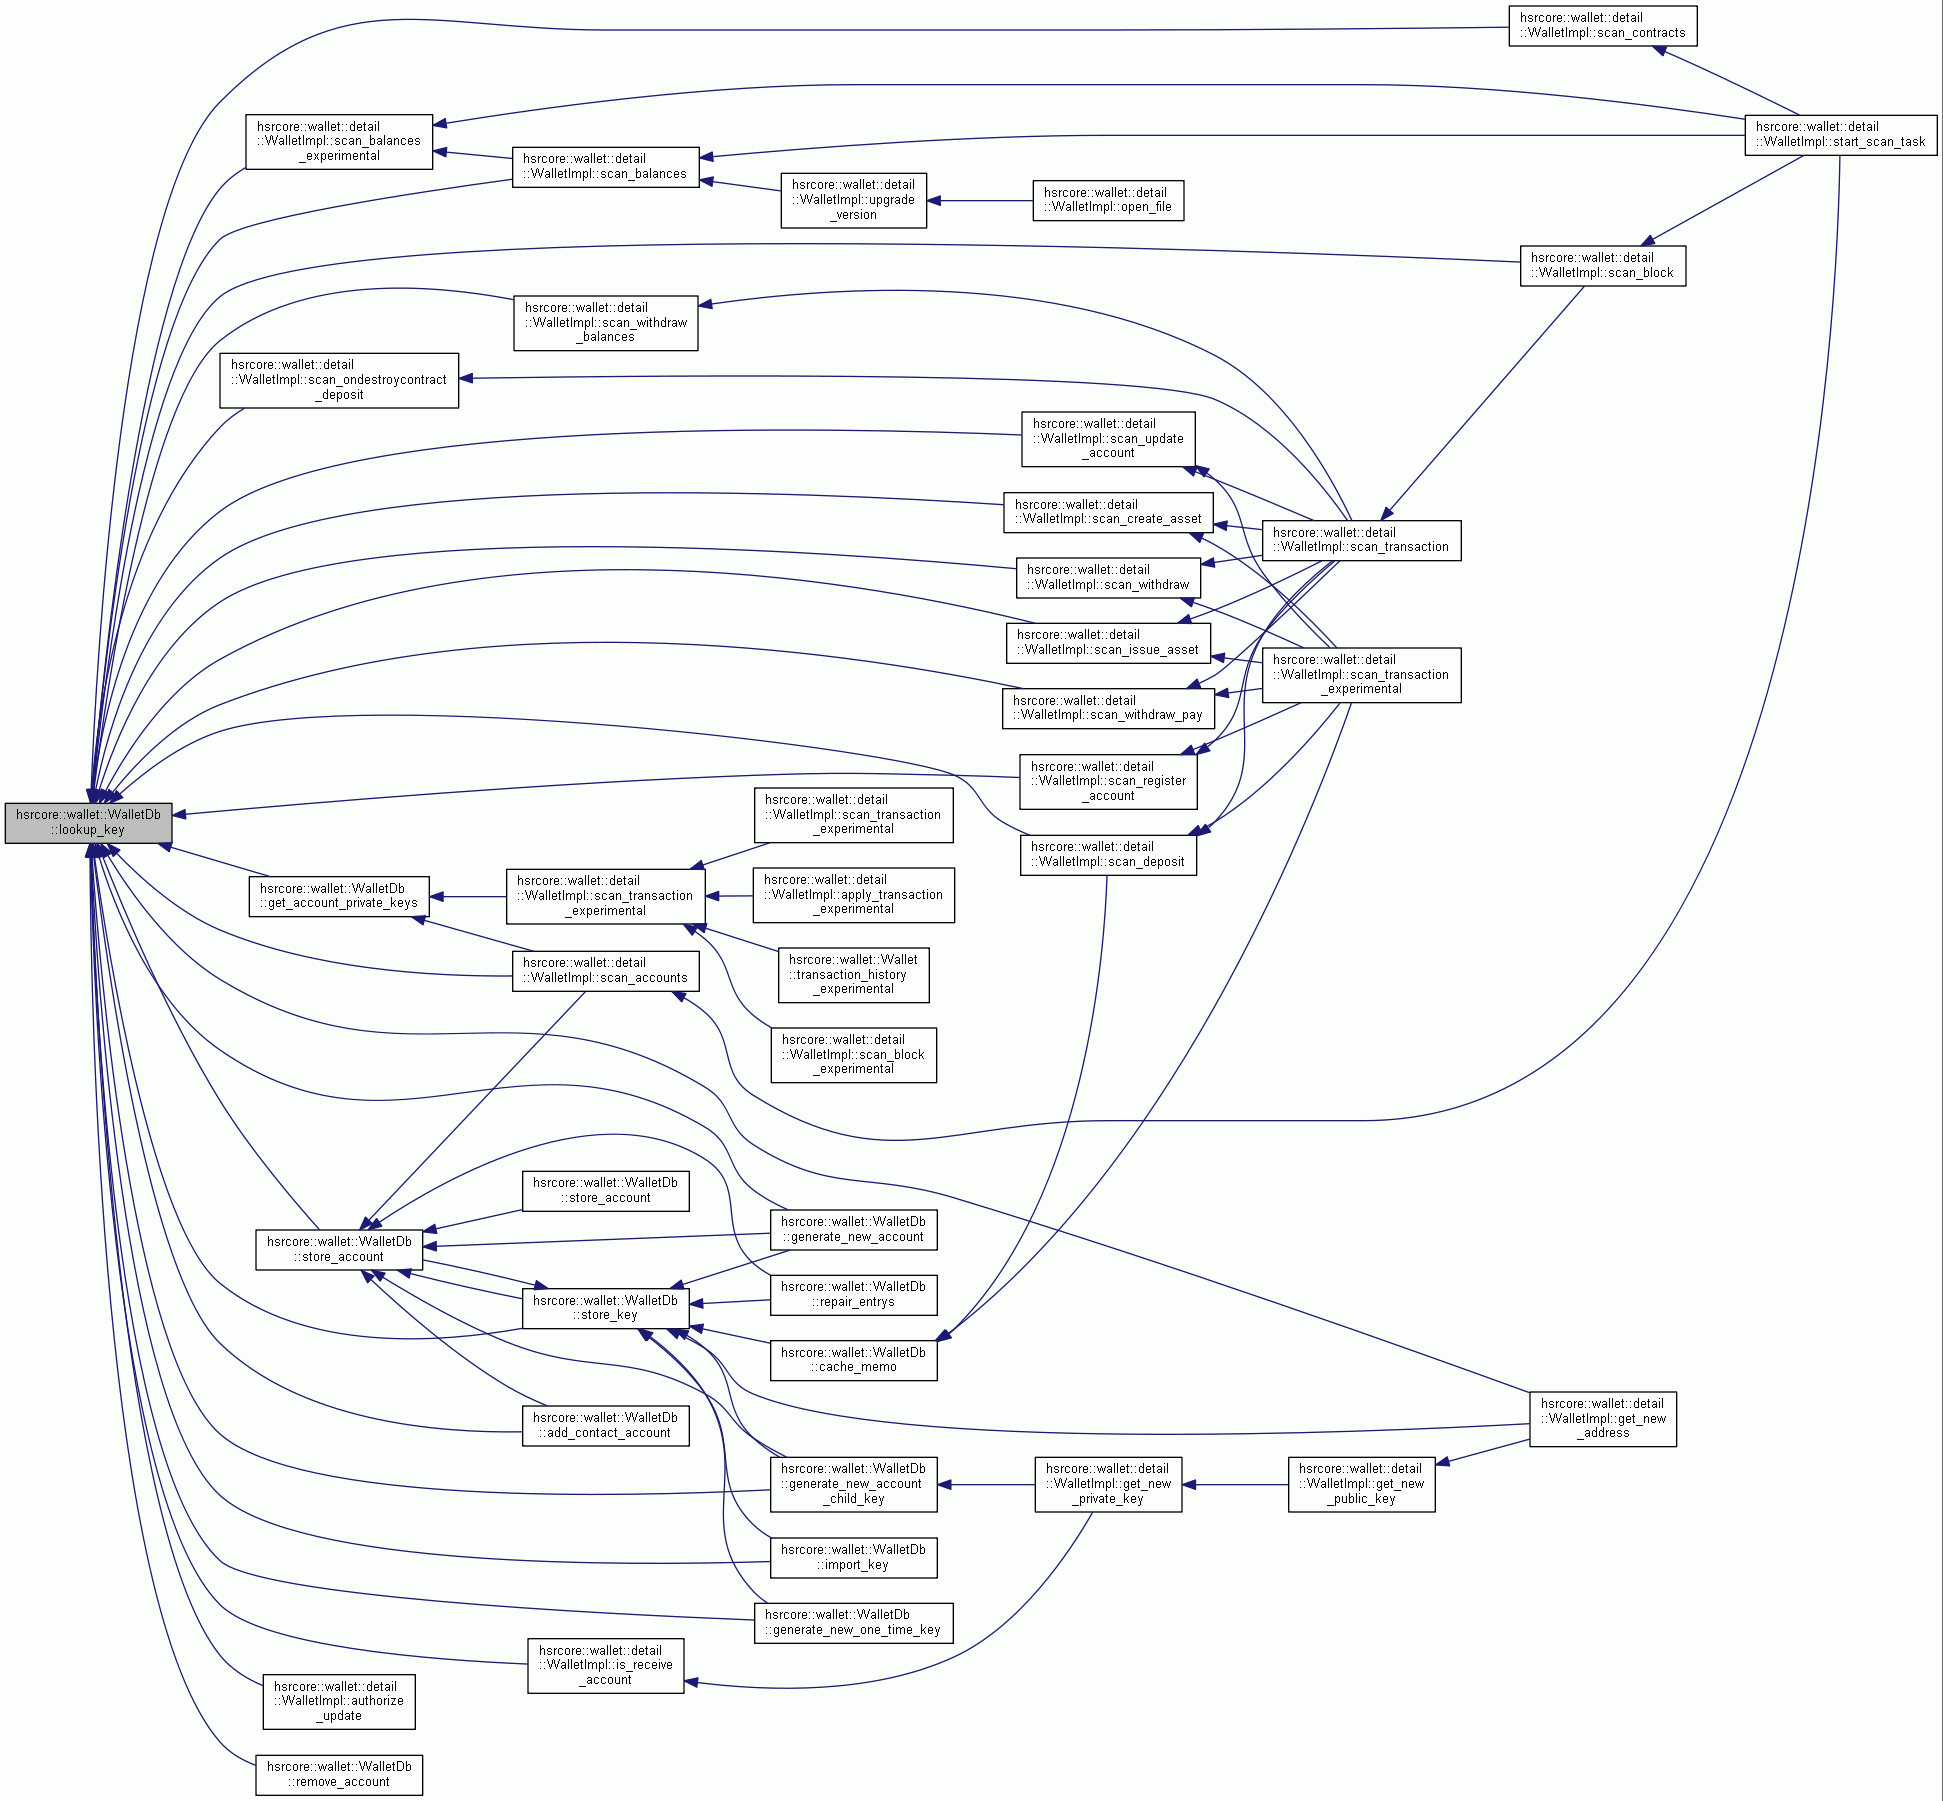 hsrcore::wallet::detail
::WalletImpl::scan_contracts
hsrcore::wallet::detail
::WalletImpl::scan_balances
_experimental
hsrcore::wallet::detail
::WalletImpl::start_scan_task
hsrcore::wallet::detail
::WalletImpl::scan_balances
hsrcore::wallet::detail
::WalletImpl::upgrade
_version
hsrcore::wallet::detail
::WalletImpl::open_file
hsrcore::wallet::detail
::WalletImpl::scan_block
hsrcore::wallet::detail
::WalletImpl::scan_withdraw
_balances
hsrcore::wallet::detail
::WalletImpl::scan_ondestroycontract
_deposit
hsrcore::wallet::detail
::WalletImpl::scan_update
_account
hsrcore::wallet::detail
::WalletImpl::scan_create_asset
hsrcore::wallet::detail
::WalletImpl::scan_transaction
hsrcore::wallet::detail
::WalletImpl::scan_withdraw
hsrcore::wallet::detail
::WalletImpl::scan_issue_asset
hsrcore::wallet::detail
::WalletImpl::scan_transaction
_experimental
hsrcore::wallet::detail
::WalletImpl::scan_withdraw_pay
hsrcore::wallet::detail
::WalletImpl::scan_register
_account
hsrcore::wallet::WalletDb
::lookup_key
hsrcore::wallet::detail
::WalletImpl::scan_transaction
_experimental
hsrcore::wallet::detail
::WalletImpl::scan_deposit
hsrcore::wallet::WalletDb
::get_account_private_keys
hsrcore::wallet::detail
::WalletImpl::scan_transaction
_experimental
hsrcore::wallet::detail
::WalletImpl::apply_transaction
_experimental
hsrcore::wallet::detail
::WalletImpl::scan_accounts
hsrcore::wallet::Wallet
::transaction_history
_experimental
hsrcore::wallet::detail
::WalletImpl::scan_block
_experimental
hsrcore::wallet::WalletDb
::store_account
hsrcore::wallet::WalletDb
::store_account
hsrcore::wallet::WalletDb
::generate_new_account
hsrcore::wallet::WalletDb
::store_key
hsrcore::wallet::WalletDb
::repair_entrys
hsrcore::wallet::WalletDb
::cache_memo
hsrcore::wallet::WalletDb
::add_contact_account
hsrcore::wallet::detail
::WalletImpl::get_new
_address
hsrcore::wallet::WalletDb
::generate_new_account
_child_key
hsrcore::wallet::detail
::WalletImpl::get_new
_private_key
hsrcore::wallet::detail
::WalletImpl::get_new
_public_key
hsrcore::wallet::WalletDb
::import_key
hsrcore::wallet::WalletDb
::generate_new_one_time_key
hsrcore::wallet::detail
::WalletImpl::is_receive
_account
hsrcore::wallet::detail
::WalletImpl::authorize
_update
hsrcore::wallet::WalletDb
::remove_account